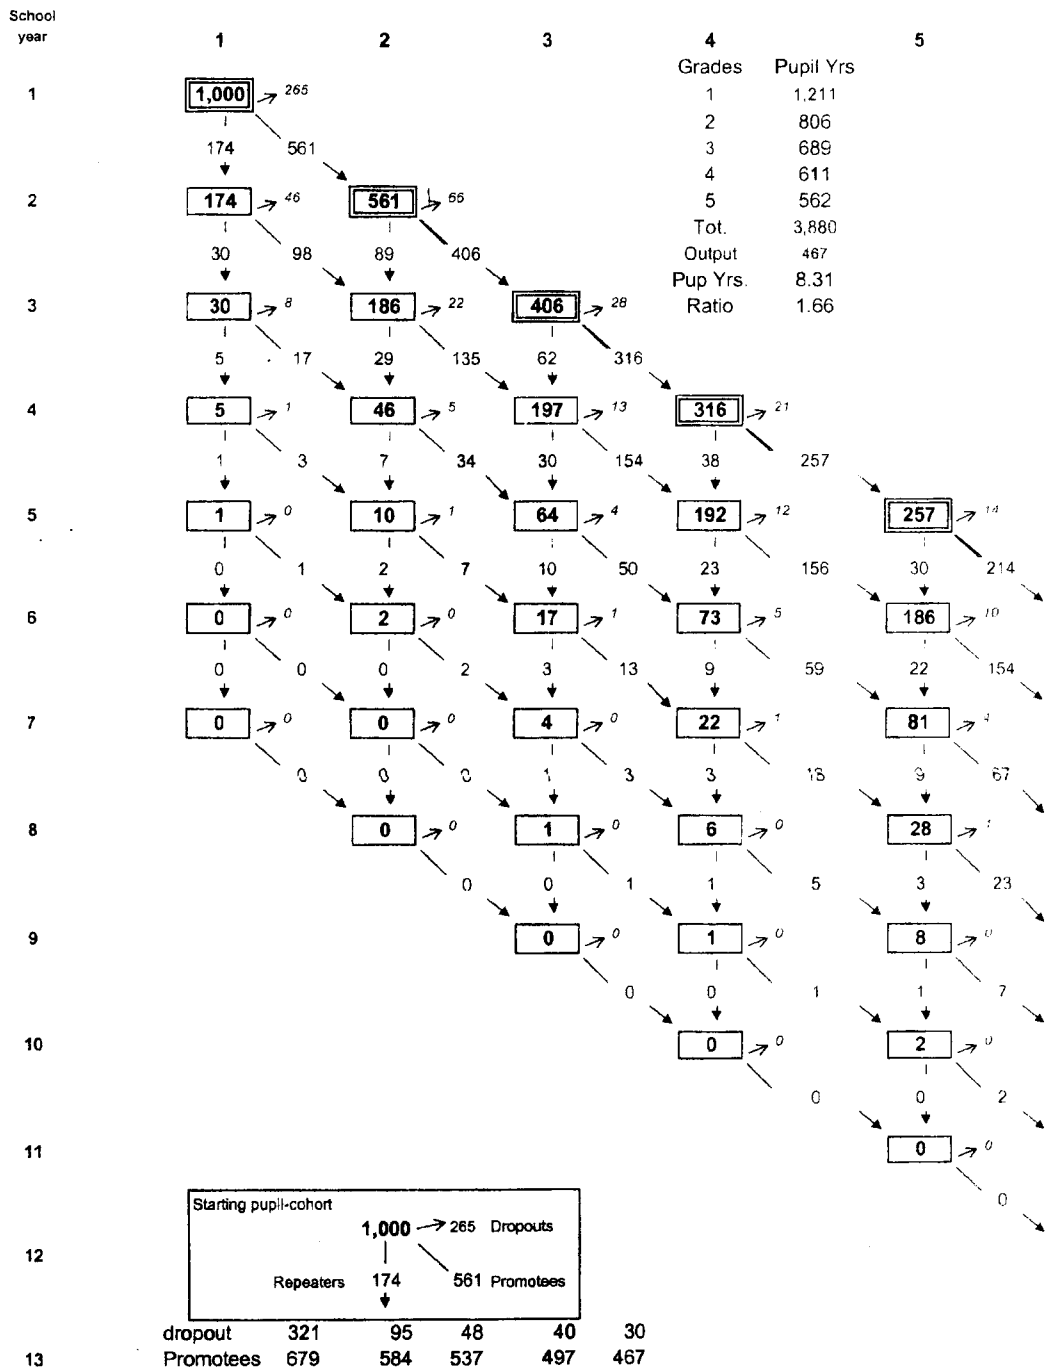 School
year 1 2 3 4 5
Grades Pupil Yrs
1 1,000 265 1 1,211
2 806
174 561 3 689
4 611
2 174 46 561 66 5 562
Tot. 3,880
30 98 89 406 Output 467
Pup Yrs. 8.31
3 30 8 186 22 406 28 Ratio 1.66
5 17 29 135 62 316
4 5 1 46 5 197 13 316 21
1 3 7 34 30 154 38 257
5 1 0 10 1 64 4 192 12 257 14
0 1 2 7 10 50 23 156 30 214
6 0 0 2 0 17 1 73 5 186 10
0 0 0 2 3 13 9 59 22 154
7 0 0 0 0 4 0 22 1 81 4
0 0 0 1 3 3 18 9 67
8 0 0 1 0 6 0 28 1
0 0 1 1 5 3 23
9 0 0 1 0 8 0
0 0 1 1 7
10 0 0 2 0
0 0 2
11 0 0
0
Starting pupil-cohort
1,000 265 Dropouts
12
Repeaters 174 561 Promotees
dropout 321 95 48 40 30
13 Promotees 679 584 537 497 467